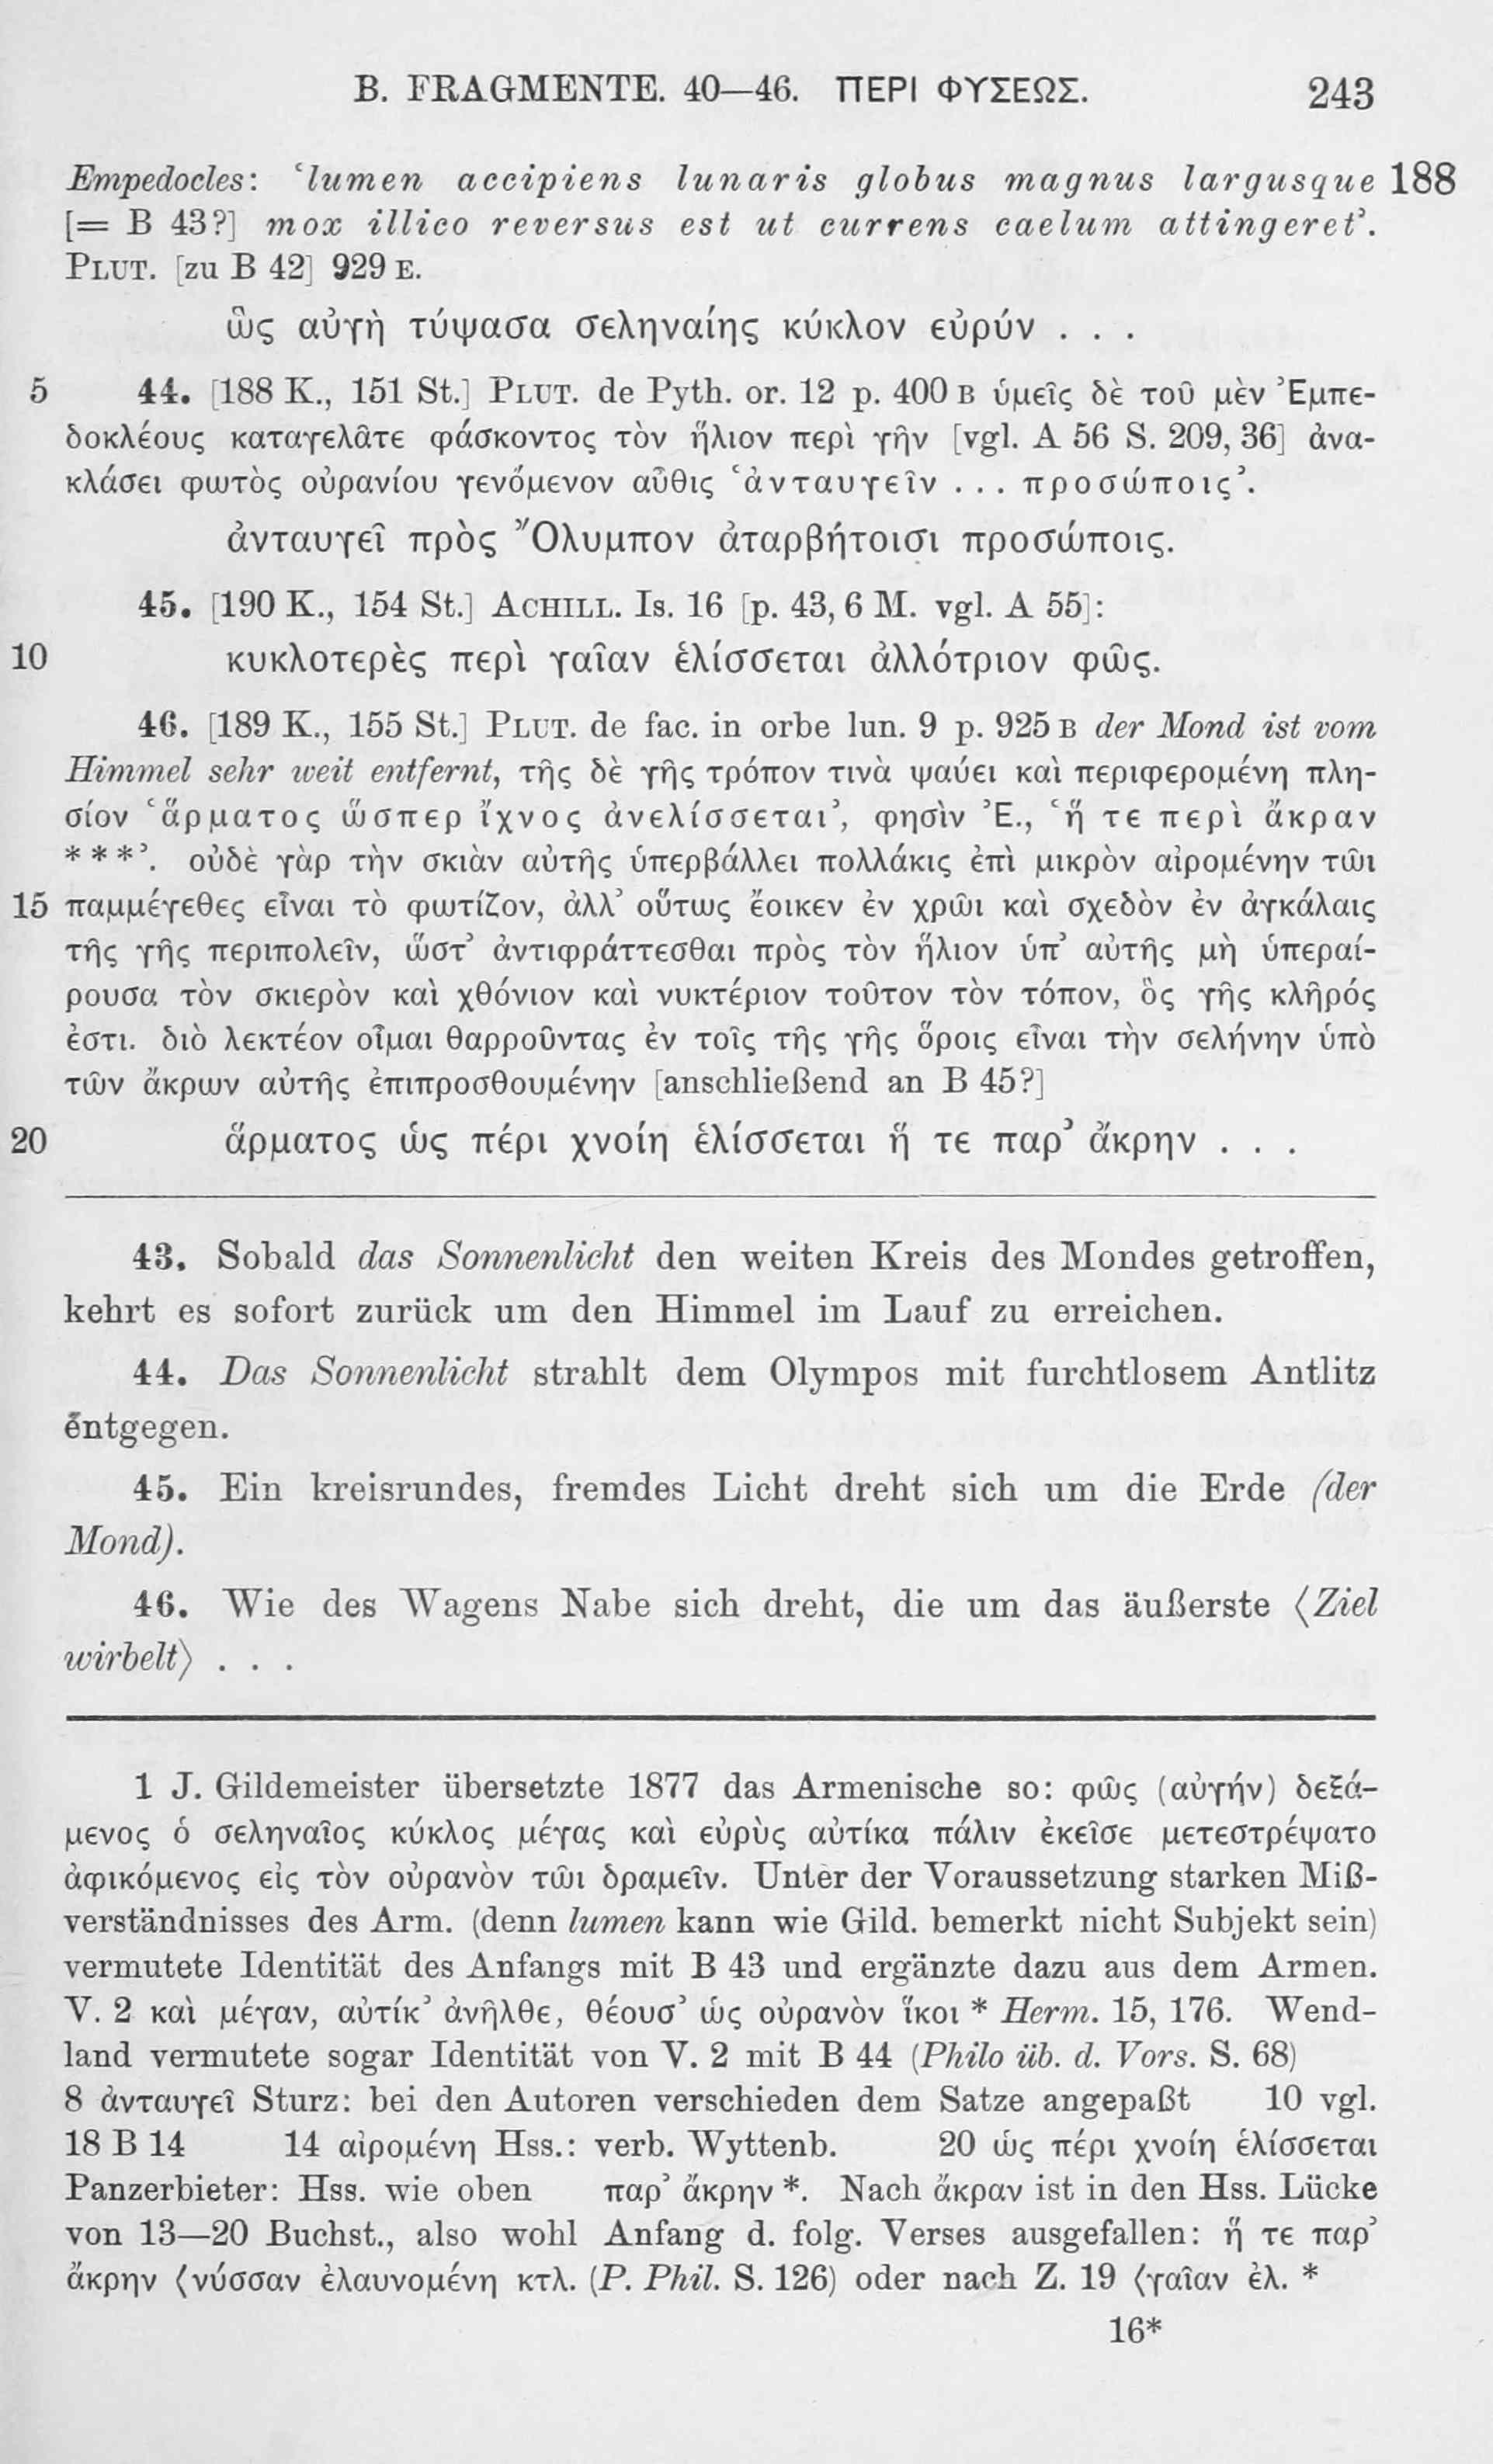 B. FRAGMENTE. 40—46. ΠΕΡΙ ΦΥΣΕΩΣ. 243
Empedocles: ‘lumen accipiens lunaris globus magnus largusque 188
[= B 43?] mox illico reversus est ut currens caelum attingeret’.
PLUT. [zu B 42] 929 E.
ὣς αὐγὴ τύψασα σεληναίης κύκλον εὐρύν . . .
5 44. [188 K., 151 St.] PLUT. de Pyth. or. 12 p. 400 B ὑμεῖς δὲ τοῦ μὲν Ἐμπε-
δοκλέους καταγελᾶτε φάσκοντος τὸν ἥλιον περὶ γῆν [vgl. A 56 S. 209, 36] ἀνα-
κλάσει φωτὸς οὐρανίου γενόμενον αὖθις ‘ἀνταυγεῖν ... προσώποις’.
ἀνταυγεῖ πρὸς Ὄλυμπον ἀταρβήτοισι προσώποις.
45. [190 K., 154 St.] ACHILL. Is. 16 [p. 43, 6 M. vgl. A 55]:
10 κυκλοτερὲς περὶ γαῖαν ἑλίσσεται ἀλλότριον φῶς.
46. [189 K., 155 St.] PLUT. de fac. in orbe lun. 9 p. 925 B der Mond ist vom
Himmel sehr weit entfernt, τῆς δὲ γῆς τρόπον τινὰ ψαύει καὶ περιφερομένη πλη-
σίον ‘ἅρματος ὥσπερ ἴχνος ἀνελίσσεται’, φησὶν Ἐ., ‘ἥ τε περὶ ἄκραν
***’. οὐδὲ γὰρ τὴν σκιὰν αὐτῆς ὑπερβάλλει πολλάκις ἐπὶ μικρὸν αἰρομένην τῶι
15 παμμέγεθες εἶναι τὸ φωτίζον, ἀλλ’ οὕτως ἔοικεν ἐν χρῶι καὶ σχεδὸν ἐν ἀγκάλαις
τῆς γῆς περιπολεῖν, ὥστ’ ἀντιφράττεσθαι πρὸς τὸν ἥλιον ὑπ’ αὐτῆς μὴ ὑπεραί-
ρουσα τὸν σκιερὸν καὶ χθόνιον καὶ νυκτέριον τοῦτον τὸν τόπον, ὃς γῆς κλῆρός
ἐστι. διὸ λεκτέον οἶμαι θαρροῦντας ἐν τοῖς τῆς γῆς ὅροις εἶναι τὴν σελήνην ὑπὸ
τῶν ἄκρων αὐτῆς ἐπιπροσθουμένην [anschließend an B 45?]
20 ἅρματος ὡς πέρι χνοίη ἑλίσσεται ἥ τε παρ’ ἄκρην . . .
43. Sobald das Sonnenlicht den weiten Kreis des Mondes getroffen,
kehrt es sofort zurück um den Himmel im Lauf zu erreichen.
44. Das Sonnenlicht strahlt dem Olympos mit furchtlosem Antlitz
entgegen.
45. Ein kreisrundes, fremdes Licht dreht sich um die Erde (der
Mond).
46. Wie des Wagens Nabe sich dreht, die um das äußerste ⟨Ziel
wirbelt⟩ . . .
1 J. Gildemeister übersetzte 1877 das Armenische so: φῶς (αὐγήν) δεξά-
μενος ὁ σεληναῖος κύκλος μέγας καὶ εὐρὺς αὐτίκα πάλιν ἐκεῖσε μετεστρέψατο
ἀφικόμενος εἰς τὸν οὐρανὸν τῶι δραμεῖν. Unter der Voraussetzung starken Miß-
verständnisses des Arm. (denn lumen kann wie Gild. bemerkt nicht Subjekt sein)
vermutete Identität des Anfangs mit B 43 und ergänzte dazu aus dem Armen.
V. 2 καὶ μέγαν, αὐτίκ’ ἀνῆλθε, θέουσ’ ὡς οὐρανὸν ἵκοι * Herm. 15, 176. Wend-
land vermutete sogar Identität von V. 2 mit B 44 (Philo üb. d. Vors. S. 68)
8 ἀνταυγεῖ Sturz: bei den Autoren verschieden dem Satze angepaßt 10 vgl.
18 B 14 14 αἰρομένη Hss.: verb. Wyttenb. 20 ὡς πέρι χνοίη ἑλίσσεται
Panzerbieter: Hss. wie oben παρ’ ἄκρην *. Nach ἄκραν ist in den Hss. Lücke
von 13—20 Buchst., also wohl Anfang d. folg. Verses ausgefallen: ἥ τε παρ’
ἄκρην ⟨νύσσαν ἐλαυνομένη κτλ. (P. Phil. S. 126) oder nach Z. 19 ⟨γαῖαν ἐλ. *
16*